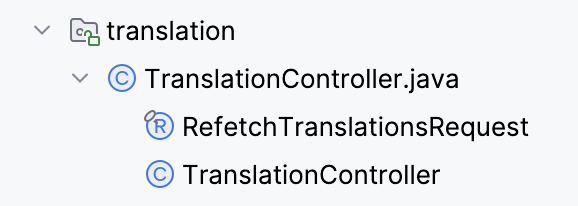 translation
C TranslationController.java
R RefetchTranslationsRequest
C TranslationController